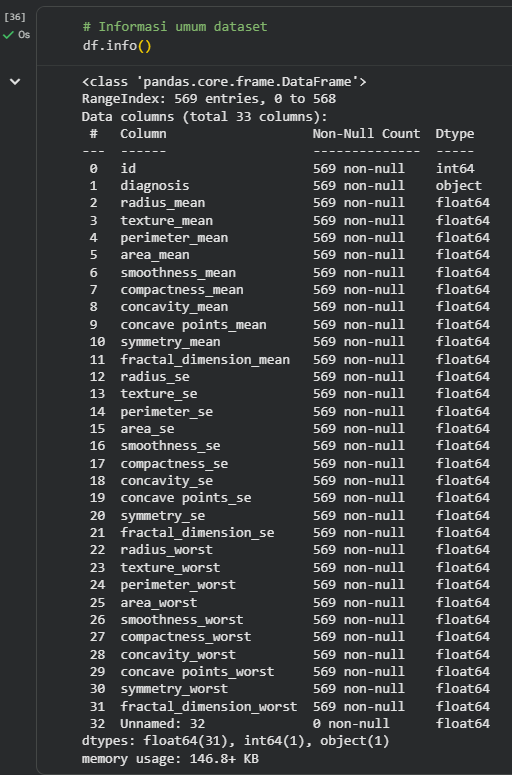 [36]
0s
# Informasi umum dataset
df.info()
<class 'pandas.core.frame.DataFrame'>
RangeIndex: 569 entries, 0 to 568
Data columns (total 33 columns):
 #   Column                   Non-Null Count  Dtype
---  ------                   --------------  -----
 0   id                       569 non-null    int64
 1   diagnosis                569 non-null    object
 2   radius_mean              569 non-null    float64
 3   texture_mean             569 non-null    float64
 4   perimeter_mean           569 non-null    float64
 5   area_mean                569 non-null    float64
 6   smoothness_mean          569 non-null    float64
 7   compactness_mean         569 non-null    float64
 8   concavity_mean           569 non-null    float64
 9   concave points_mean      569 non-null    float64
 10  symmetry_mean            569 non-null    float64
 11  fractal_dimension_mean   569 non-null    float64
 12  radius_se                569 non-null    float64
 13  texture_se               569 non-null    float64
 14  perimeter_se             569 non-null    float64
 15  area_se                  569 non-null    float64
 16  smoothness_se            569 non-null    float64
 17  compactness_se           569 non-null    float64
 18  concavity_se             569 non-null    float64
 19  concave points_se        569 non-null    float64
 20  symmetry_se              569 non-null    float64
 21  fractal_dimension_se     569 non-null    float64
 22  radius_worst             569 non-null    float64
 23  texture_worst            569 non-null    float64
 24  perimeter_worst          569 non-null    float64
 25  area_worst               569 non-null    float64
 26  smoothness_worst         569 non-null    float64
 27  compactness_worst        569 non-null    float64
 28  concavity_worst          569 non-null    float64
 29  concave points_worst     569 non-null    float64
 30  symmetry_worst           569 non-null    float64
 31  fractal_dimension_worst  569 non-null    float64
 32  Unnamed: 32              0 non-null      float64
dtypes: float64(31), int64(1), object(1)
memory usage: 146.8+ KB